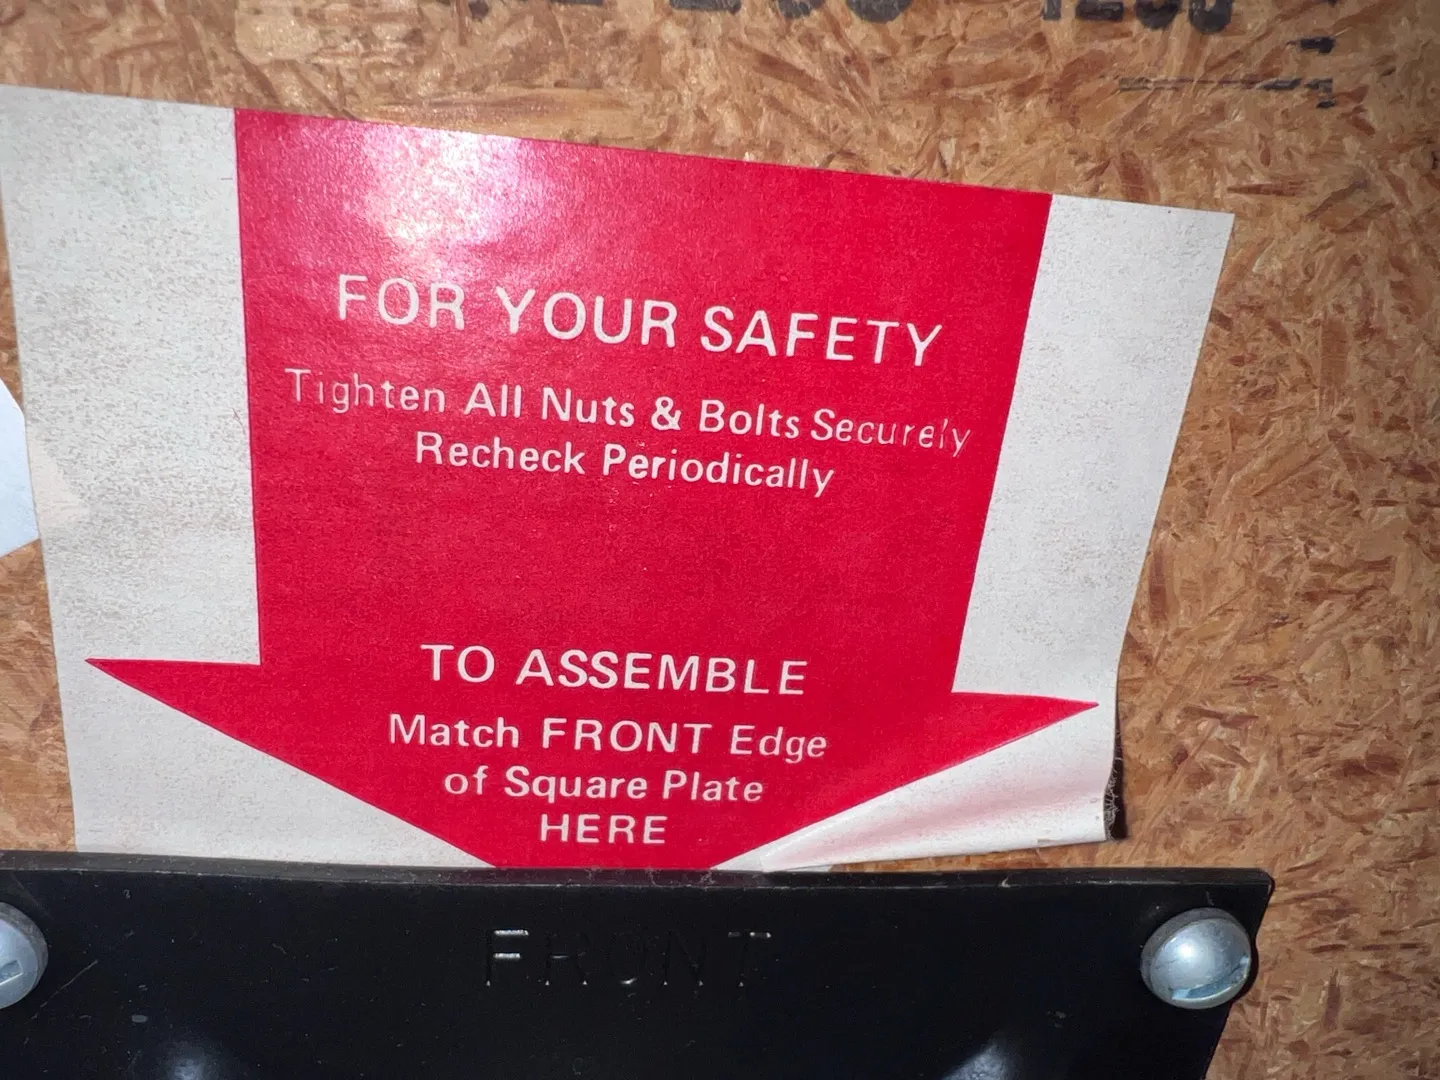 FOR YOUR SAFETY
Tighten All Nuts & Bolts Securely
Recheck Periodically
TO ASSEMBLE
Match FRONT Edge
of Square Plate
HERE
FRONT